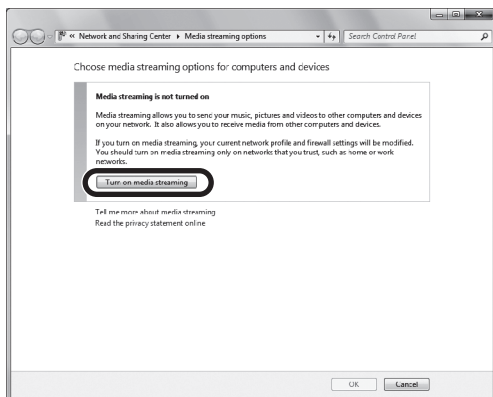 « Network and Sharing Center ▸ Media streaming options
Search Control Panel
Choose media streaming options for computers and devices
Media streaming is not turned on
Media streaming allows you to send your music, pictures and videos to other computers and devices
on your network. It also allows you to receive media from other computers and devices.
If you turn on media streaming, your current network profile and firewall settings will be modified.
You should turn on media streaming only on networks that you trust, such as home or work
networks.
Turn on media streaming
Tell me more about media streaming
Read the privacy statement online
OK
Cancel